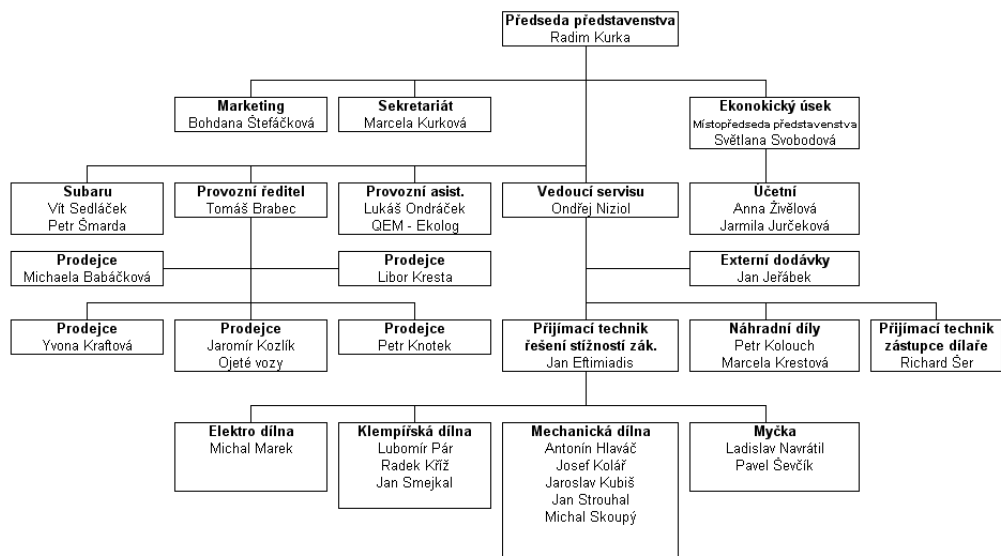 Předseda představenstva
Radim Kurka
Marketing
Bohdana Štefáčková
Sekretariát
Marcela Kurková
Ekonokický úsek
Místopředseda představenstva
Světlana Svobodová
Subaru
Vít Sedláček
Petr Šmarda
Provozní ředitel
Tomáš Brabec
Provozní asist.
Lukáš Ondráček
QEM - Ekolog
Vedoucí servisu
Ondřej Niziol
Účetní
Anna Živělová
Jarmila Jurčeková
Prodejce
Michaela Babáčková
Prodejce
Libor Kresta
Externí dodávky
Jan Jeřábek
Prodejce
Yvona Kraftová
Prodejce
Jaromír Kozlík
Ojeté vozy
Prodejce
Petr Knotek
Přijímací technik
řešení stížností zák.
Jan Eftimiadis
Náhradní díly
Petr Kolouch
Marcela Krestová
Přijímací technik
zástupce dílaře
Richard Šer
Elektro dílna
Michal Marek
Klempířská dílna
Lubomír Pár
Radek Kříž
Jan Smejkal
Mechanická dílna
Antonín Hlaváč
Josef Kolář
Jaroslav Kubiš
Jan Strouhal
Michal Skoupý
Myčka
Ladislav Navrátil
Pavel Ševčík